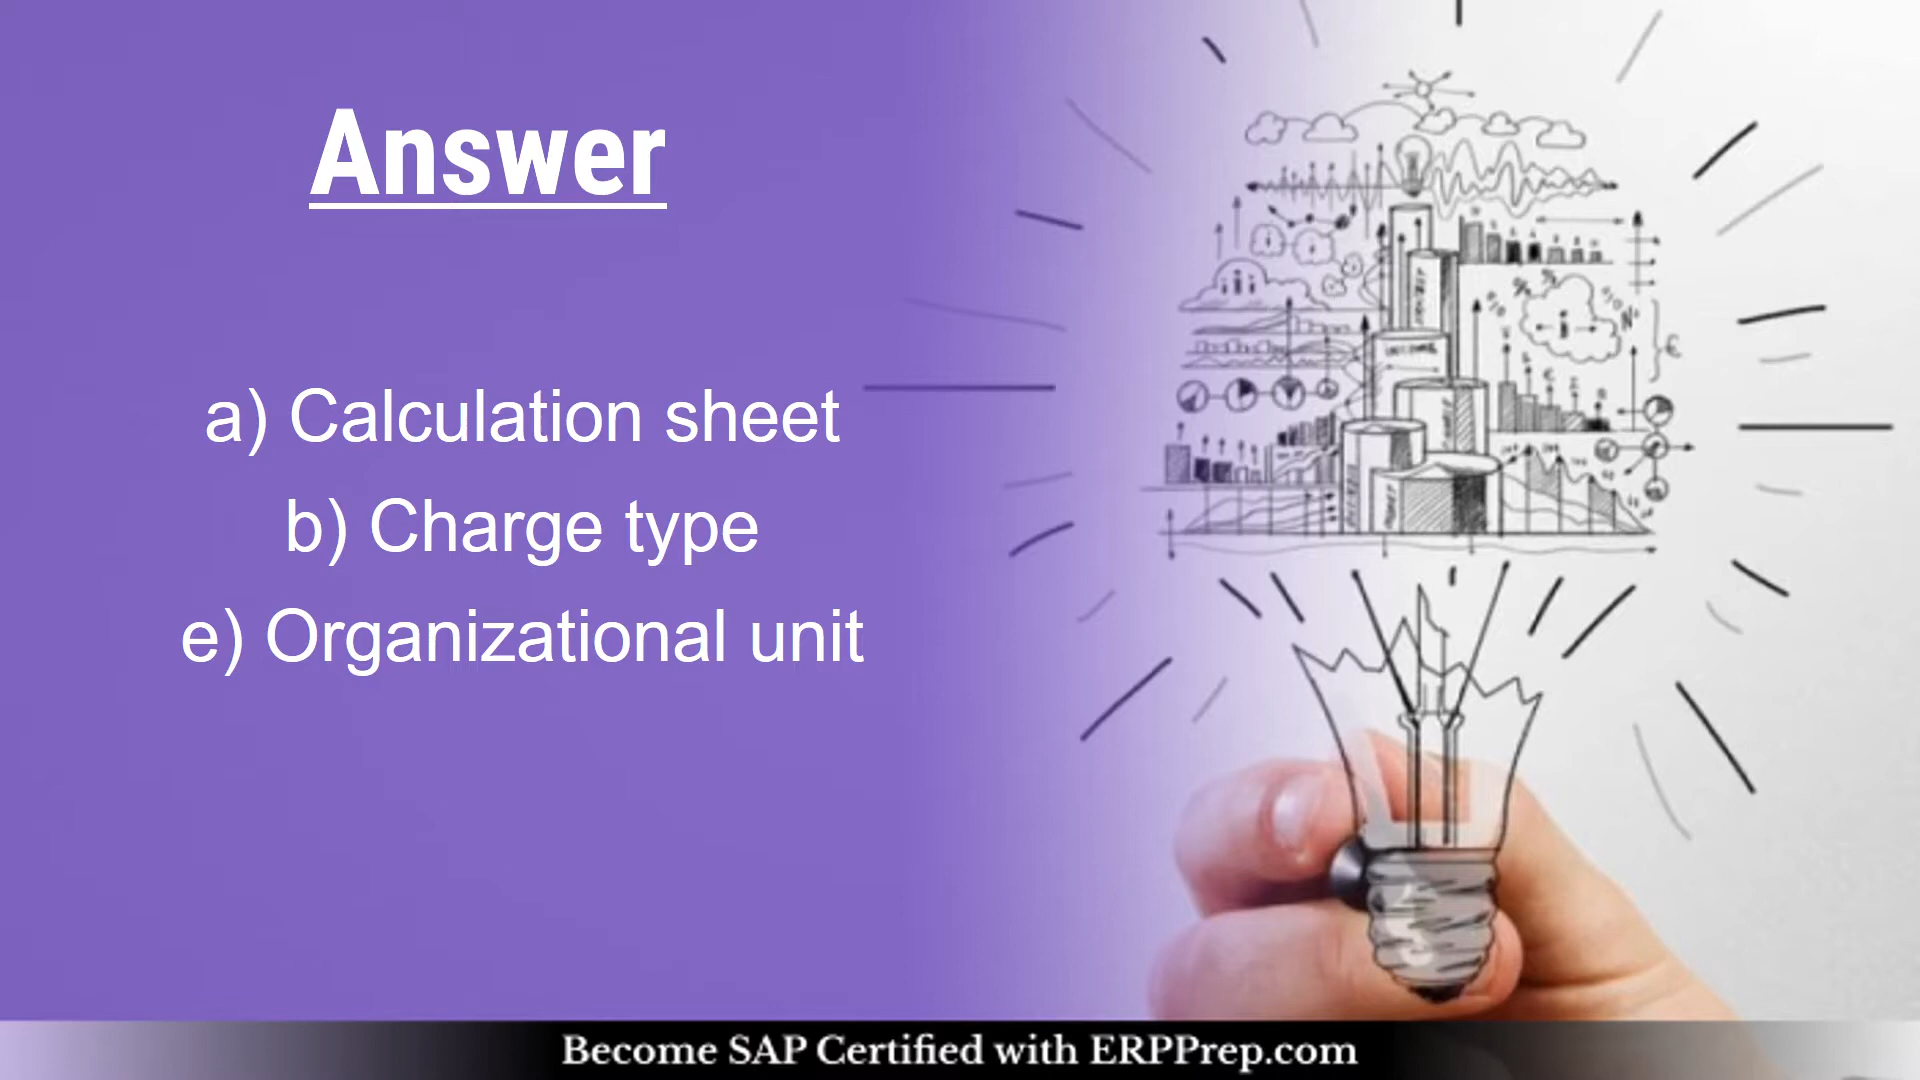 Answer
a) Calculation sheet
b) Charge type
e) Organizational unit
Become SAP Certified with ERPPrep.com